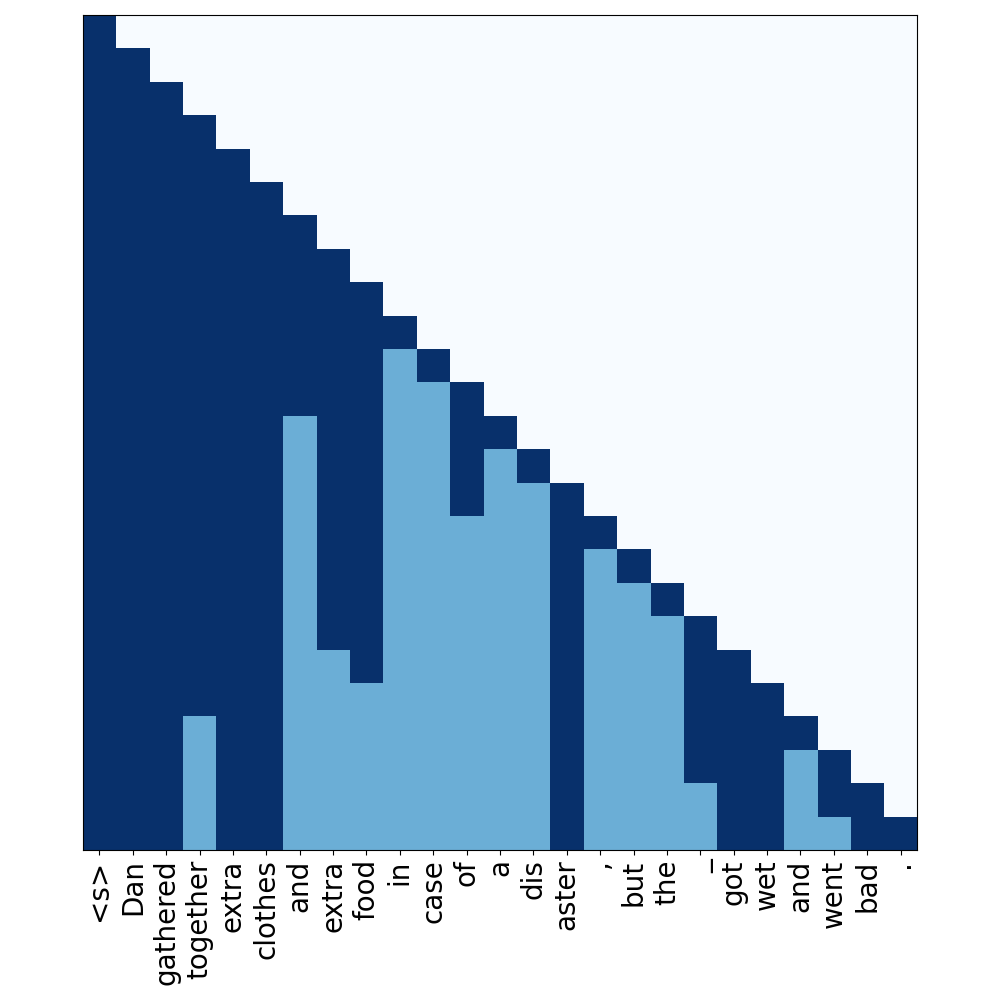 <s> Dan gathered together extra clothes and extra food in case of a dis aster , but the _ got wet and went bad .